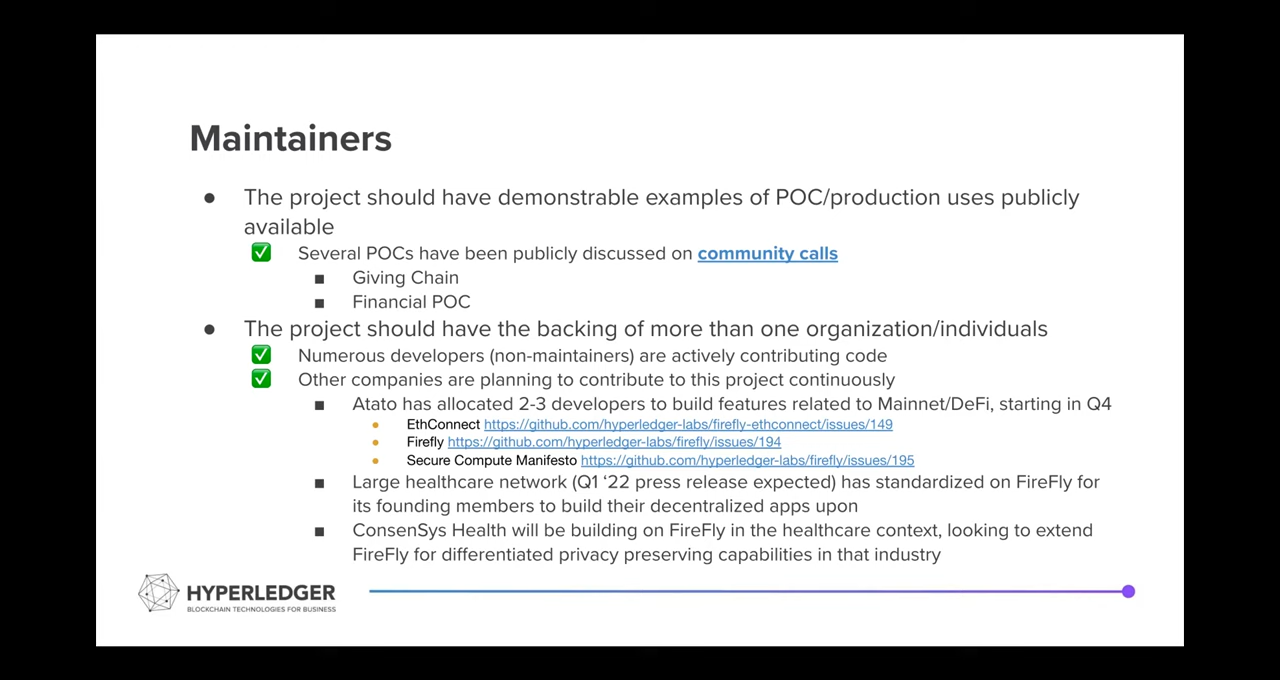 Maintainers
● The project should have demonstrable examples of POC/production uses publicly
available
✅ Several POCs have been publicly discussed on community calls
■ Giving Chain
■ Financial POC
● The project should have the backing of more than one organization/individuals
✅ Numerous developers (non-maintainers) are actively contributing code
✅ Other companies are planning to contribute to this project continuously
■ Atato has allocated 2-3 developers to build features related to Mainnet/DeFi, starting in Q4
● EthConnect https://github.com/hyperledger-labs/firefly-ethconnect/issues/149
● Firefly https://github.com/hyperledger-labs/firefly/issues/194
● Secure Compute Manifesto https://github.com/hyperledger-labs/firefly/issues/195
■ Large healthcare network (Q1 ‘22 press release expected) has standardized on FireFly for
its founding members to build their decentralized apps upon
■ ConsenSys Health will be building on FireFly in the healthcare context, looking to extend
FireFly for differentiated privacy preserving capabilities in that industry
HYPERLEDGER
BLOCKCHAIN TECHNOLOGIES FOR BUSINESS